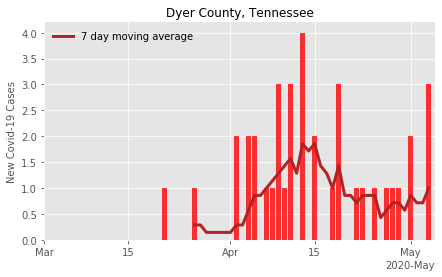 Dyer County, Tennessee
7 day moving average
New Covid-19 Cases
4.0
3.5
3.0
2.5
2.0
1.5
1.0
0.5
0.0
Mar 15 Apr 15 May
2020-May